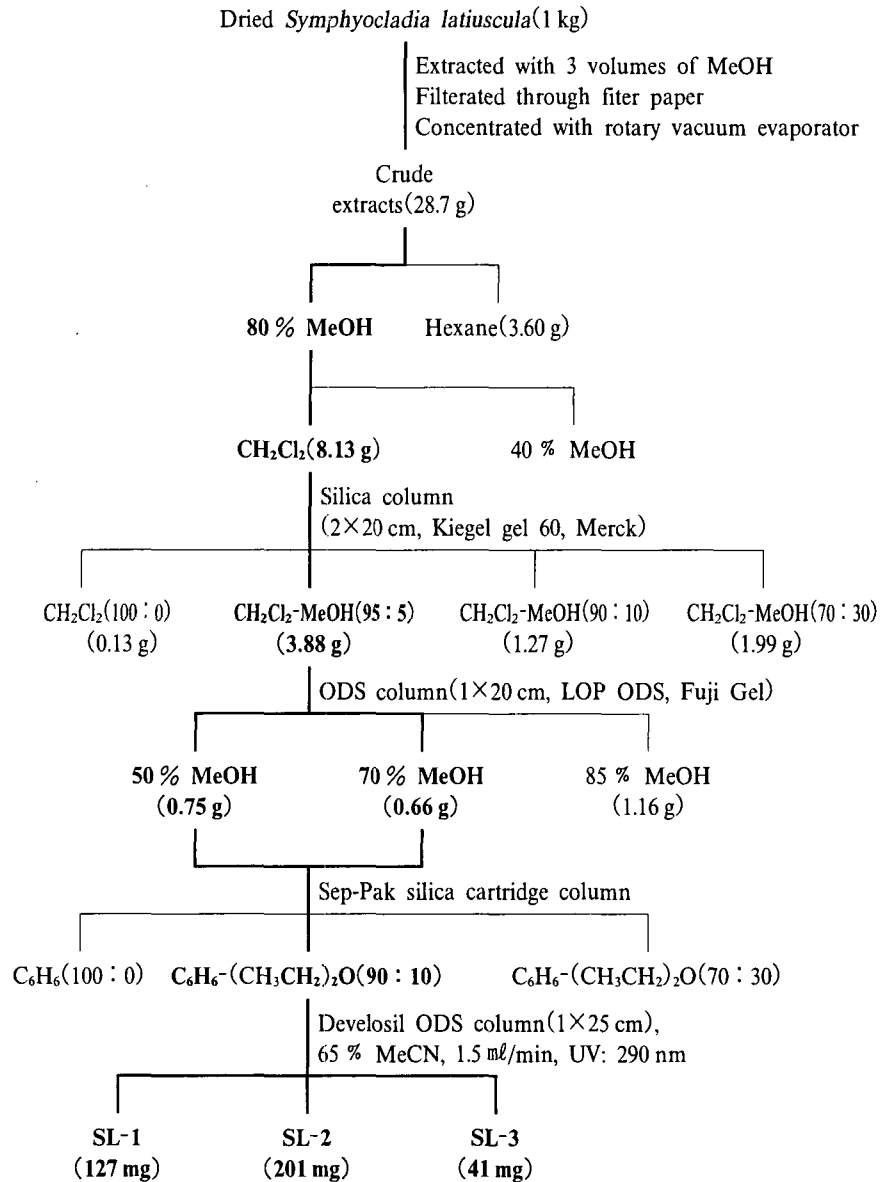 Dried Symphyocladia latiuscula(1 kg)
Extracted with 3 volumes of MeOH
Filterated through fiter paper
Concentrated with rotary vacuum evaporator
Crude
extracts(28.7 g)
80 % MeOH Hexane(3.60 g)
CH₂Cl₂(8.13 g) 40 % MeOH
Silica column
(2×20 cm, Kiegel gel 60, Merck)
CH₂Cl₂(100 : 0) CH₂Cl₂-MeOH(95 : 5) CH₂Cl₂-MeOH(90 : 10) CH₂Cl₂-MeOH(70 : 30)
(0.13 g) (3.88 g) (1.27 g) (1.99 g)
ODS column(1×20 cm, LOP ODS, Fuji Gel)
50 % MeOH 70 % MeOH 85 % MeOH
(0.75 g) (0.66 g) (1.16 g)
Sep-Pak silica cartridge column
C₆H₆(100 : 0) C₆H₆-(CH₃CH₂)₂O(90 : 10) C₆H₆-(CH₃CH₂)₂O(70 : 30)
Develosil ODS column(1×25 cm),
65 % MeCN, 1.5 mℓ/min, UV: 290 nm
SL-1 SL-2 SL-3
(127 mg) (201 mg) (41 mg)